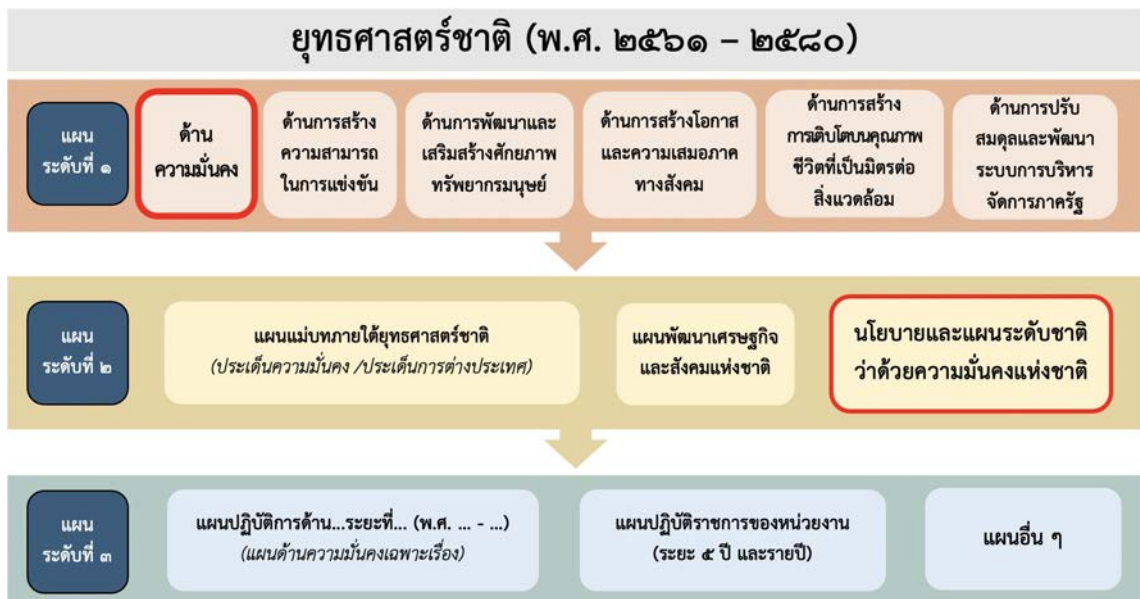 ยุทธศาสตร์ชาติ (พ.ศ. ๒๕๖๑ – ๒๕๘๐)
แผน
ระดับที่ ๑
ด้าน
ความมั่นคง
ด้านการสร้าง
ความสามารถ
ในการแข่งขัน
ด้านการพัฒนาและ
เสริมสร้างศักยภาพ
ทรัพยากรมนุษย์
ด้านการสร้างโอกาส
และความเสมอภาค
ทางสังคม
ด้านการสร้าง
การเติบโตบนคุณภาพ
ชีวิตที่เป็นมิตรต่อ
สิ่งแวดล้อม
ด้านการปรับ
สมดุลและพัฒนา
ระบบการบริหาร
จัดการภาครัฐ
แผน
ระดับที่ ๒
แผนแม่บทภายใต้ยุทธศาสตร์ชาติ
(ประเด็นความมั่นคง /ประเด็นการต่างประเทศ)
แผนพัฒนาเศรษฐกิจ
และสังคมแห่งชาติ
นโยบายและแผนระดับชาติ
ว่าด้วยความมั่นคงแห่งชาติ
แผน
ระดับที่ ๓
แผนปฏิบัติการด้าน...ระยะที่... (พ.ศ. ... - ...)
(แผนด้านความมั่นคงเฉพาะเรื่อง)
แผนปฏิบัติราชการของหน่วยงาน
(ระยะ ๕ ปี และรายปี)
แผนอื่น ๆ